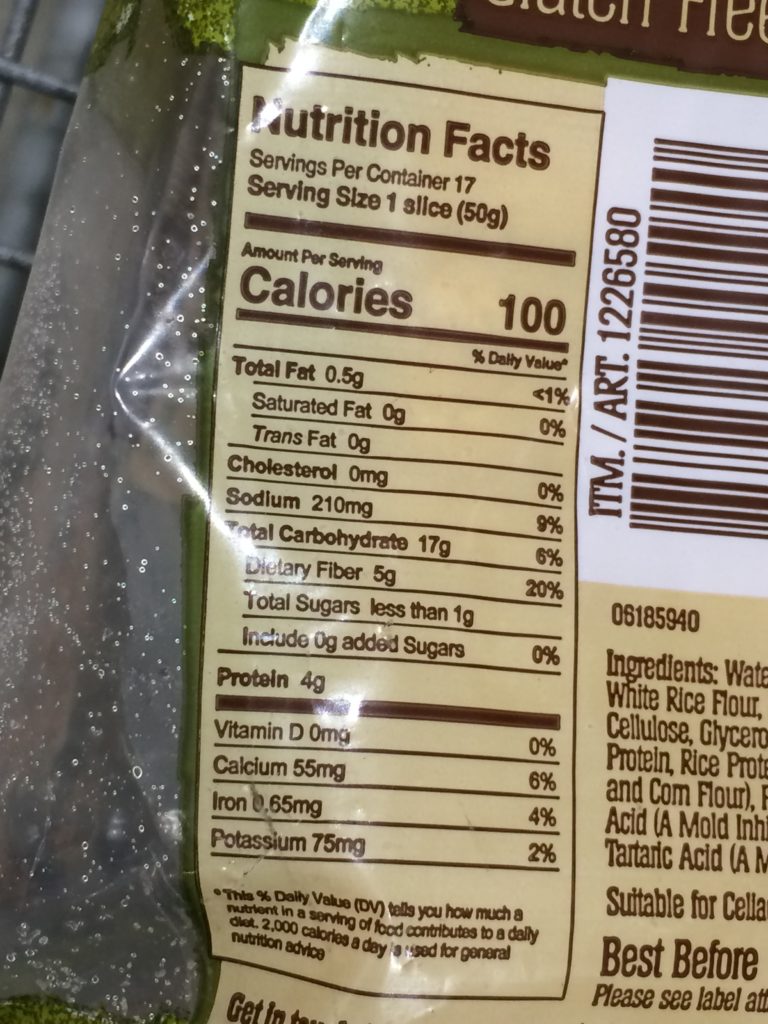 Gluten Free
Nutrition Facts
Servings Per Container 17
Serving Size 1 slice (50g)
Amount Per Serving
Calories 100
% Daily Value*
Total Fat 0.5g <1%
Saturated Fat 0g 0%
Trans Fat 0g
Cholesterol 0mg 0%
Sodium 210mg 9%
Total Carbohydrate 17g 6%
Dietary Fiber 5g 20%
Total Sugars less than 1g
Include 0g added Sugars 0%
Protein 4g
Vitamin D 0mg 0%
Calcium 55mg 6%
Iron 0.65mg 4%
Potassium 75mg 2%
*This % Daily Value (DV) tells you how much a
nutrient in a serving of food contributes to a daily
diet. 2,000 calories a day is used for general
nutrition advice
Get in
ITM. / ART. 1226580
06185940
Ingredients: Wate
White Rice Flour,
Cellulose, Glycero
Protein, Rice Prote
and Corn Flour), F
Acid (A Mold Inhi
Tartaric Acid (A M
Suitable for Celia
Best Before
Please see label att